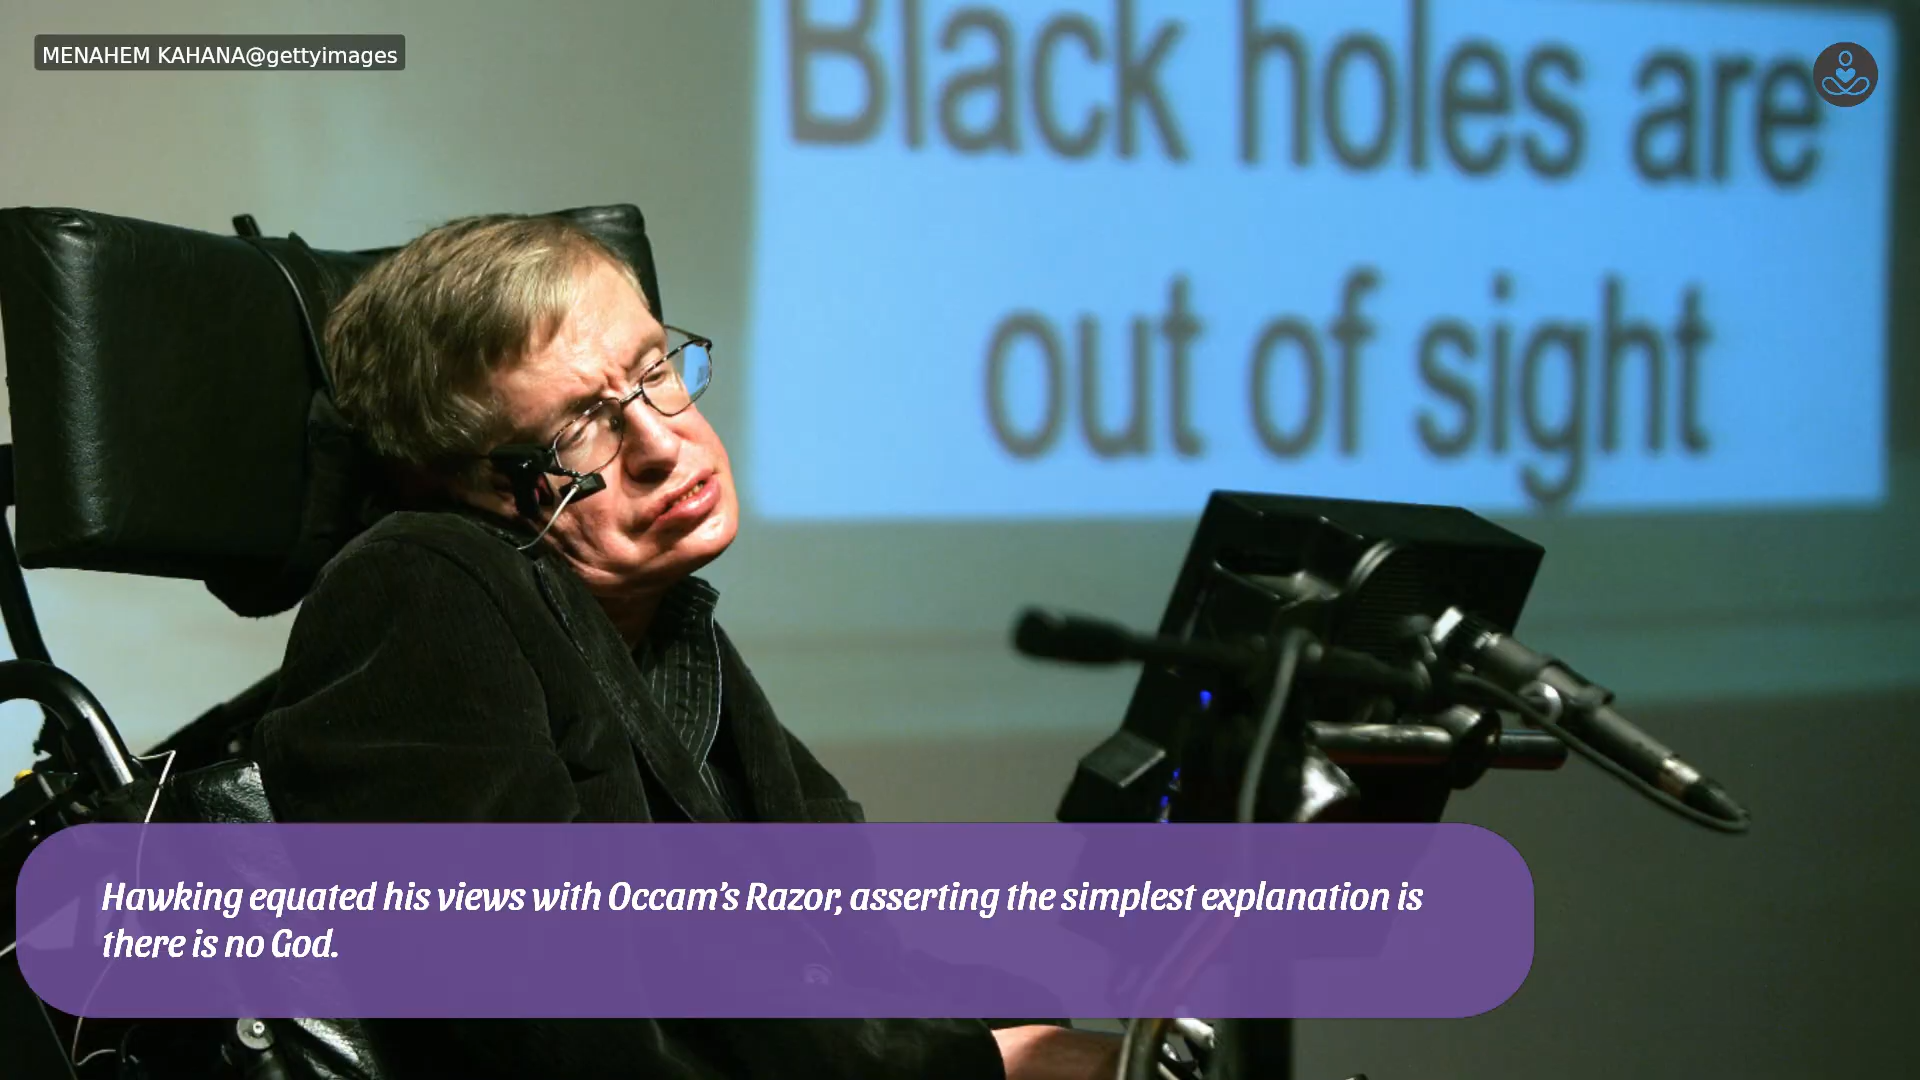 MENAHEM KAHANA@gettyimages
Black holes are
out of sight
Hawking equated his views with Occam’s Razor, asserting the simplest explanation is
there is no God.